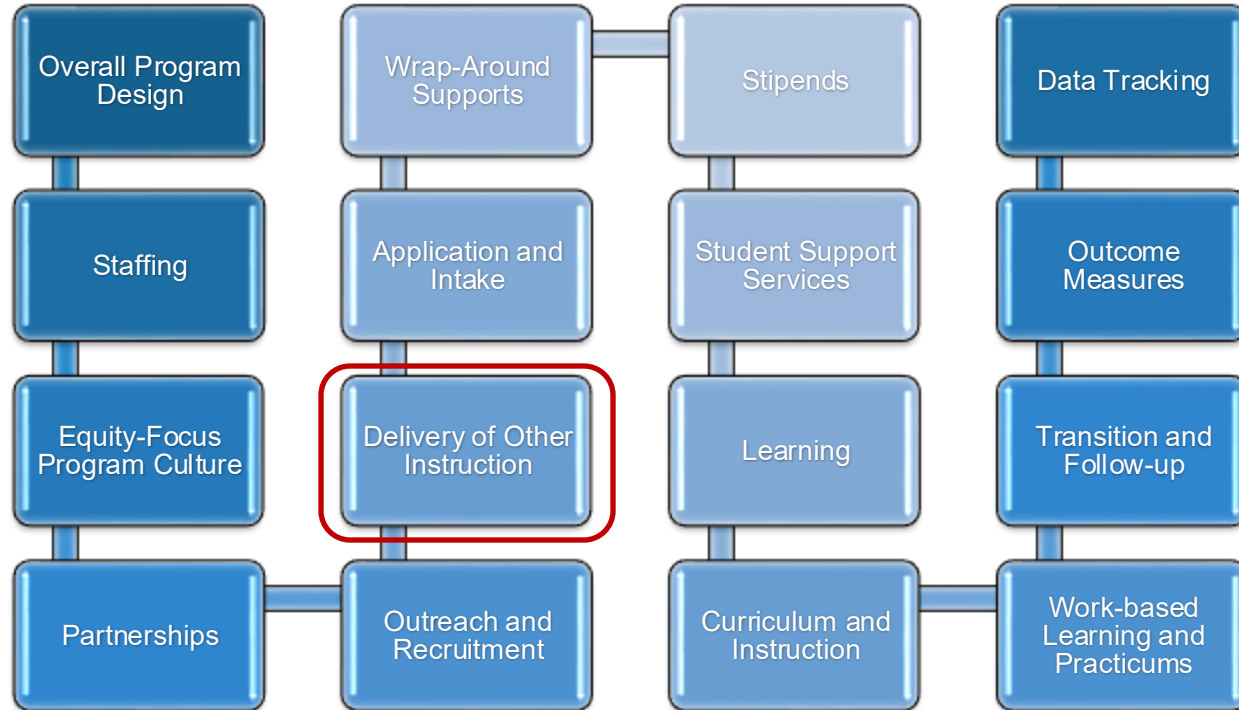 Overall Program
Design
Staffing
Equity-Focus
Program Culture
Partnerships
Outreach and
Recruitment
Delivery of Other
Instruction
Application and
Intake
Wrap-Around
Supports
Stipends
Student Support
Services
Learning
Curriculum and
Instruction
Work-based
Learning and
Practicums
Transition and
Follow-up
Outcome
Measures
Data Tracking